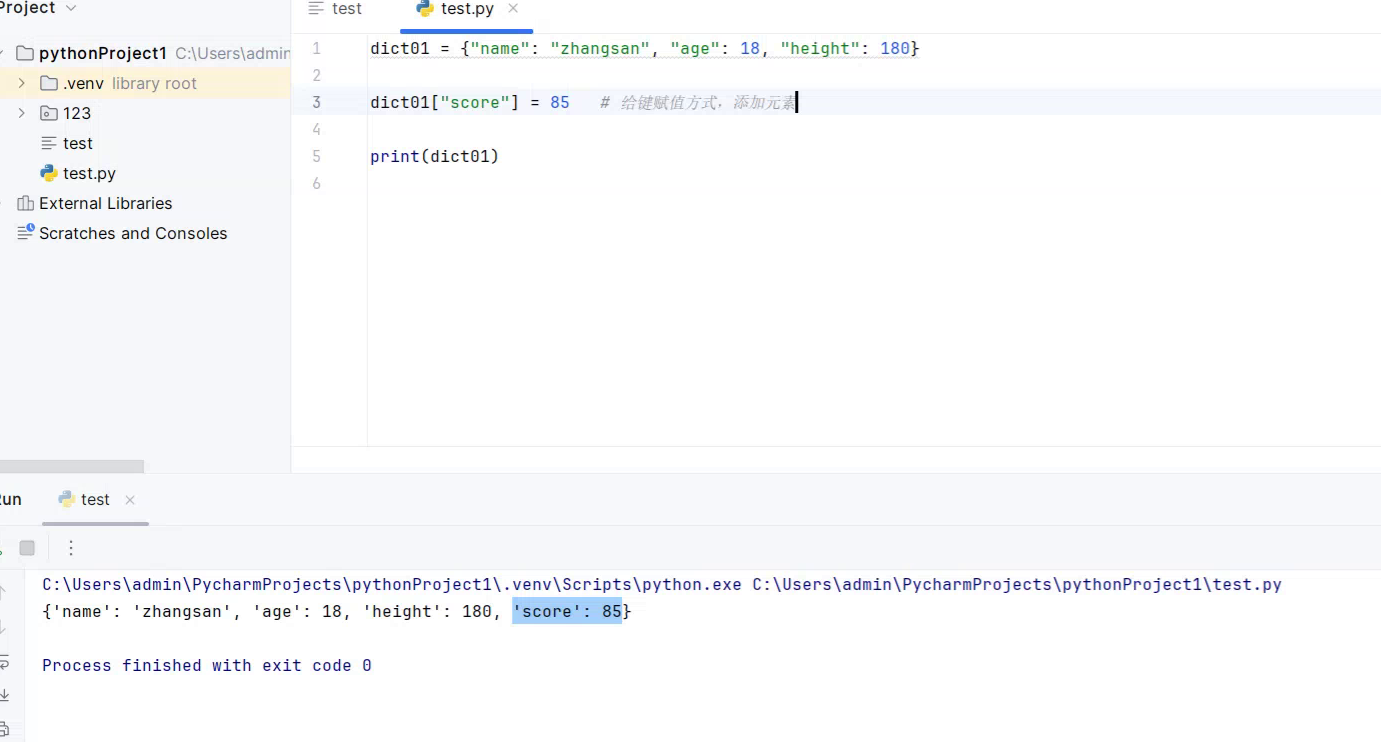 Project
test
test.py
pythonProject1 C:\Users\admin
.venv library root
123
test
test.py
External Libraries
Scratches and Consoles
1 dict01 = {"name": "zhangsan", "age": 18, "height": 180}
2
3 dict01["score"] = 85 # 给键赋值方式，添加元素
4
5 print(dict01)
6
Run
test
C:\Users\admin\PycharmProjects\pythonProject1\.venv\Scripts\python.exe C:\Users\admin\PycharmProjects\pythonProject1\test.py
{'name': 'zhangsan', 'age': 18, 'height': 180, 'score': 85}
Process finished with exit code 0